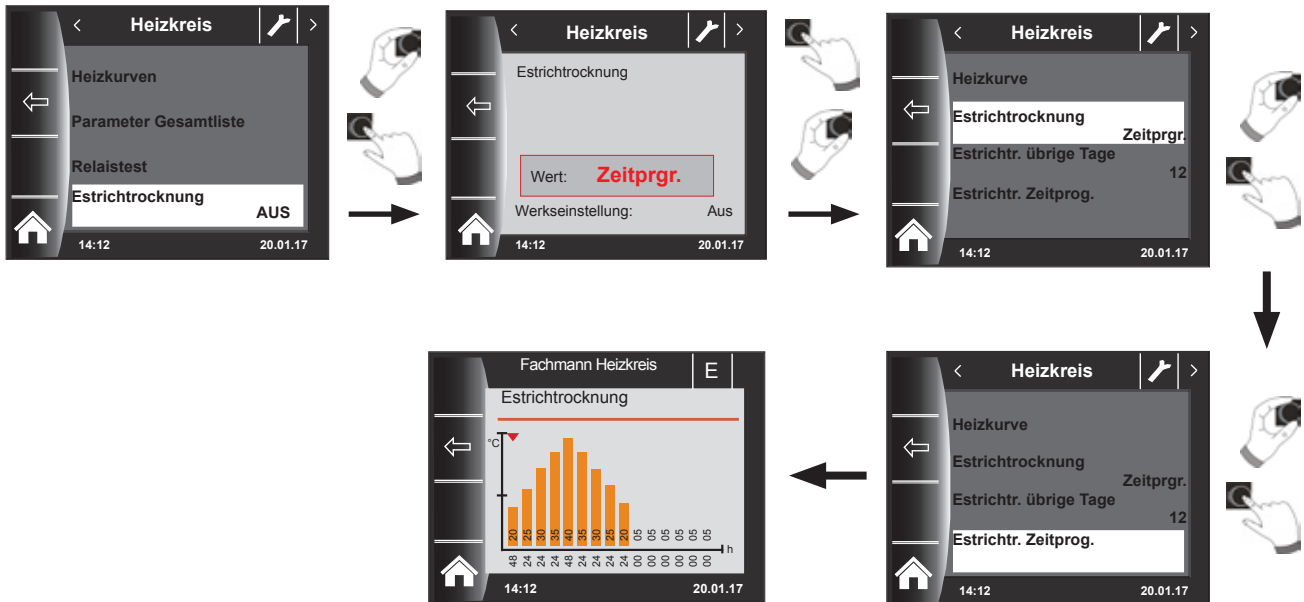 < Heizkreis >
Heizkurven
Parameter Gesamtliste
Relaistest
Estrichtrocknung
AUS
14:12 20.01.17
< Heizkreis >
Estrichtrocknung
Wert: Zeitprgr.
Werkseinstellung: Aus
14:12 20.01.17
< Heizkreis >
Heizkurve
Estrichtrocknung
Zeitprgr.
Estrichtr. übrige Tage
12
Estrichtr. Zeitprog.
14:12 20.01.17
< Heizkreis >
Heizkurve
Estrichtrocknung
Zeitprgr.
Estrichtr. übrige Tage
12
Estrichtr. Zeitprog.
14:12 20.01.17
Fachmann Heizkreis E
Estrichtrocknung
°C
20 25 30 35 40 35 30 25 20 05 05 05 05 05 05
h
48 24 24 24 48 24 24 24 24 00 00 00 00 00 00
14:12 20.01.17